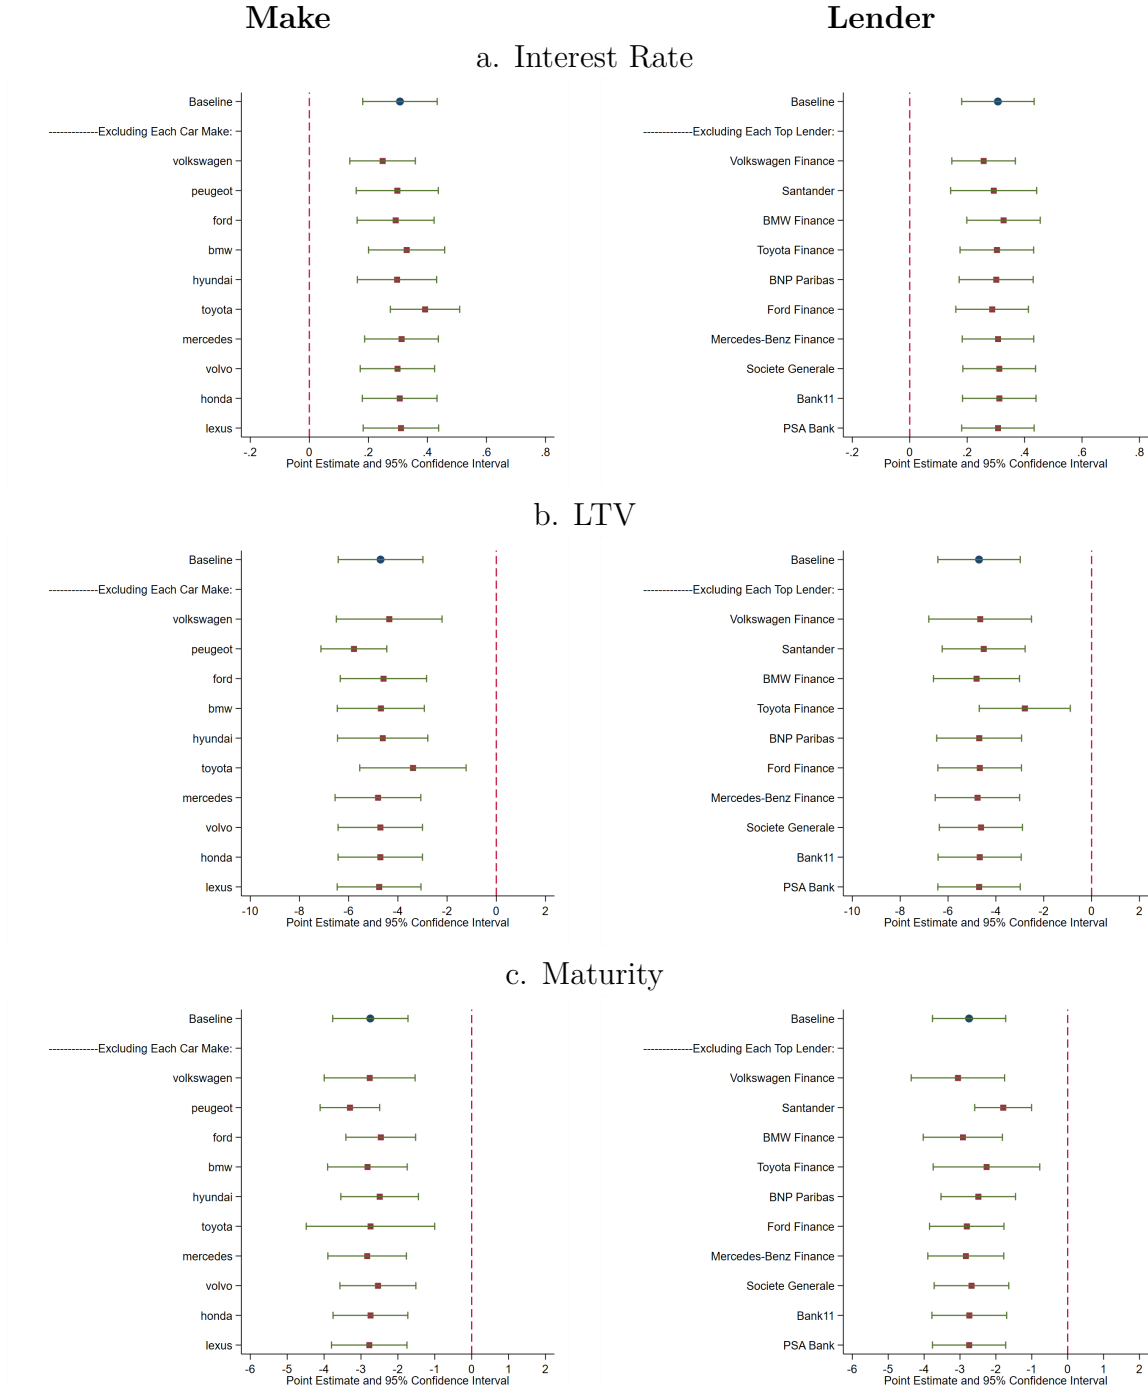 Make
Lender
a. Interest Rate
Baseline
-------------Excluding Each Car Make:
volkswagen
peugeot
ford
bmw
hyundai
toyota
mercedes
volvo
honda
lexus
-.2 0 .2 .4 .6 .8
Point Estimate and 95% Confidence Interval
Baseline
-------------Excluding Each Top Lender:
Volkswagen Finance
Santander
BMW Finance
Toyota Finance
BNP Paribas
Ford Finance
Mercedes-Benz Finance
Societe Generale
Bank11
PSA Bank
-.2 0 .2 .4 .6 .8
Point Estimate and 95% Confidence Interval
b. LTV
Baseline
-------------Excluding Each Car Make:
volkswagen
peugeot
ford
bmw
hyundai
toyota
mercedes
volvo
honda
lexus
-10 -8 -6 -4 -2 0 2
Point Estimate and 95% Confidence Interval
Baseline
-------------Excluding Each Top Lender:
Volkswagen Finance
Santander
BMW Finance
Toyota Finance
BNP Paribas
Ford Finance
Mercedes-Benz Finance
Societe Generale
Bank11
PSA Bank
-10 -8 -6 -4 -2 0 2
Point Estimate and 95% Confidence Interval
c. Maturity
Baseline
-------------Excluding Each Car Make:
volkswagen
peugeot
ford
bmw
hyundai
toyota
mercedes
volvo
honda
lexus
-6 -5 -4 -3 -2 -1 0 1 2
Point Estimate and 95% Confidence Interval
Baseline
-------------Excluding Each Top Lender:
Volkswagen Finance
Santander
BMW Finance
Toyota Finance
BNP Paribas
Ford Finance
Mercedes-Benz Finance
Societe Generale
Bank11
PSA Bank
-6 -5 -4 -3 -2 -1 0 1 2
Point Estimate and 95% Confidence Interval